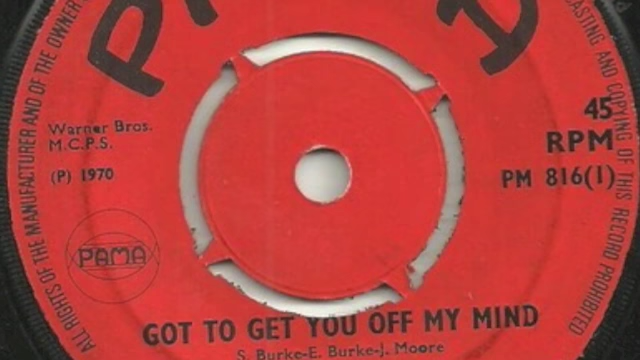 ALL RIGHTS OF THE MANUFACTURER AND OF THE OWNER
CASTING AND COPYING OF THIS RECORD PROHIBITED
Warner Bros.
M.C.P.S.
(P) 1970
45
RPM
PM 816(1)
PAMA
GOT TO GET YOU OFF MY MIND
S. Burke-E. Burke-J. Moore